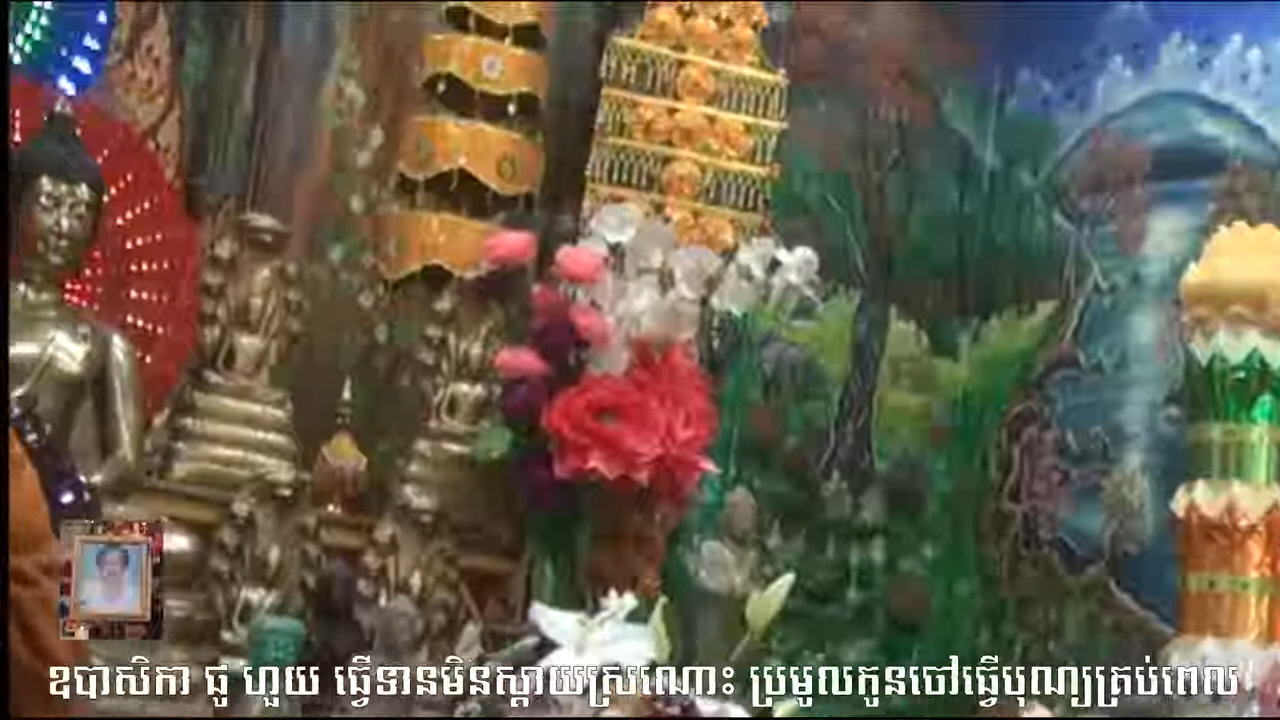 ឧបាសិកា ផូ ហួយ ធ្វើទានមិនស្តាយស្រណោះ ប្រមូលកូនចៅធ្វើបុណ្យគ្រប់ពេល